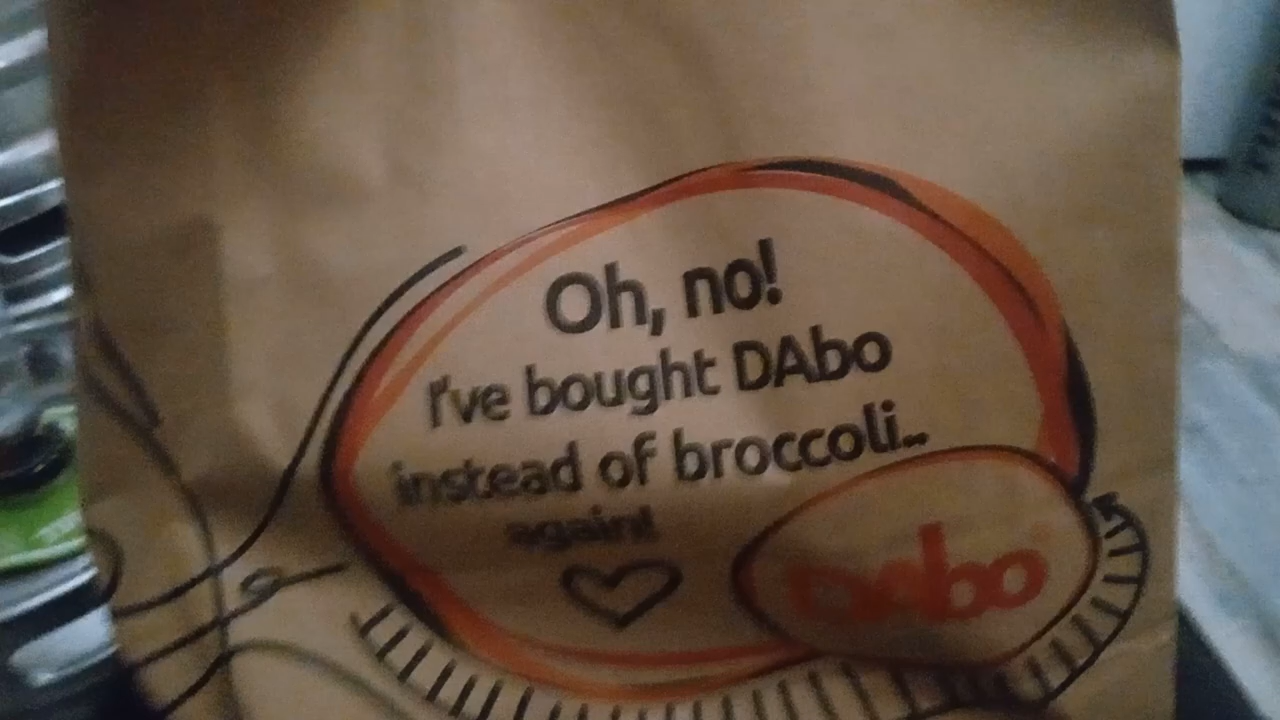 Oh, no!
I've bought DAbo
instead of broccoli...
again!
DAbo